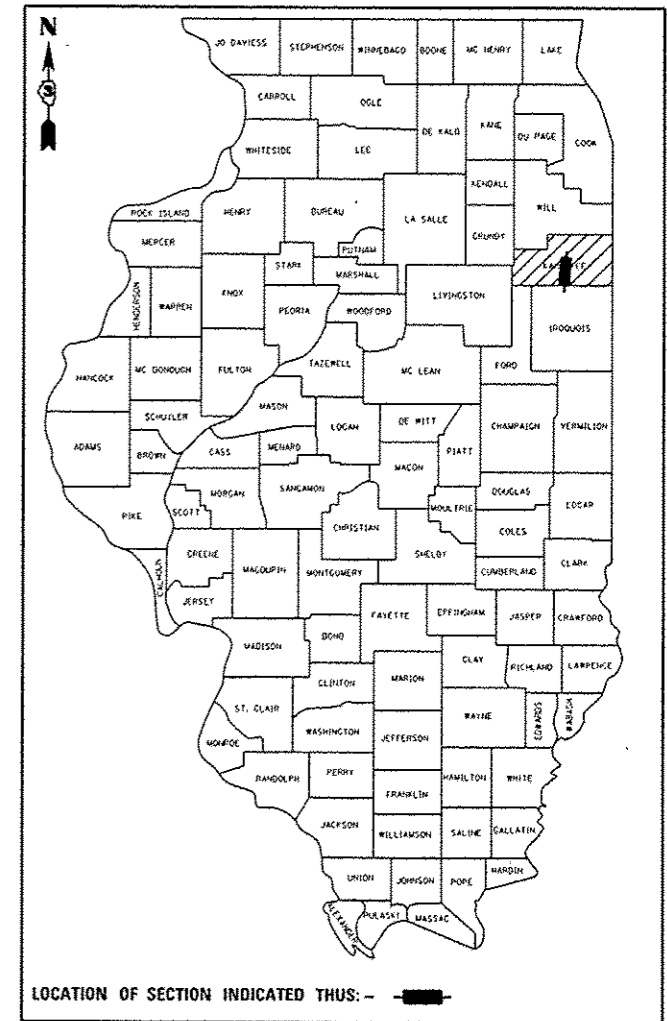 N
3
JO DAVIESS STEPHENSON WINNEBAGO BOONE MC HENRY LAKE
CARROLL OGLE DE KALB KANE DU PAGE COOK
WHITESIDE LEE
KENDALL WILL
ROCK ISLAND HENRY BUREAU LA SALLE GRUNDY
MERCER PUTNAM
STARK MARSHALL
HENDERSON WARREN KNOX PEORIA WOODFORD LIVINGSTON IROQUOIS
HANCOCK MC DONOUGH FULTON TAZEWELL MC LEAN FORD
MASON
SCHUYLER LOGAN DE WITT CHAMPAIGN VERMILION
ADAMS BROWN CASS MENARD MACON PIATT
MORGAN SANGAMON DOUGLAS EDGAR
PIKE SCOTT CHRISTIAN MOULTRIE COLES
GREENE MACOUPIN MONTGOMERY SHELBY CUMBERLAND CLARK
CALHOUN JERSEY
FAYETTE EFFINGHAM JASPER CRAWFORD
MADISON BOND
CLAY RICHLAND LAWRENCE
CLINTON MARION
ST. CLAIR WAYNE EDWARDS WABASH
MONROE WASHINGTON JEFFERSON
RANDOLPH PERRY HAMILTON WHITE
FRANKLIN
JACKSON WILLIAMSON SALINE GALLATIN
UNION JOHNSON POPE HARDIN
ALEXANDER PULASKI MASSAC
LOCATION OF SECTION INDICATED THUS: -